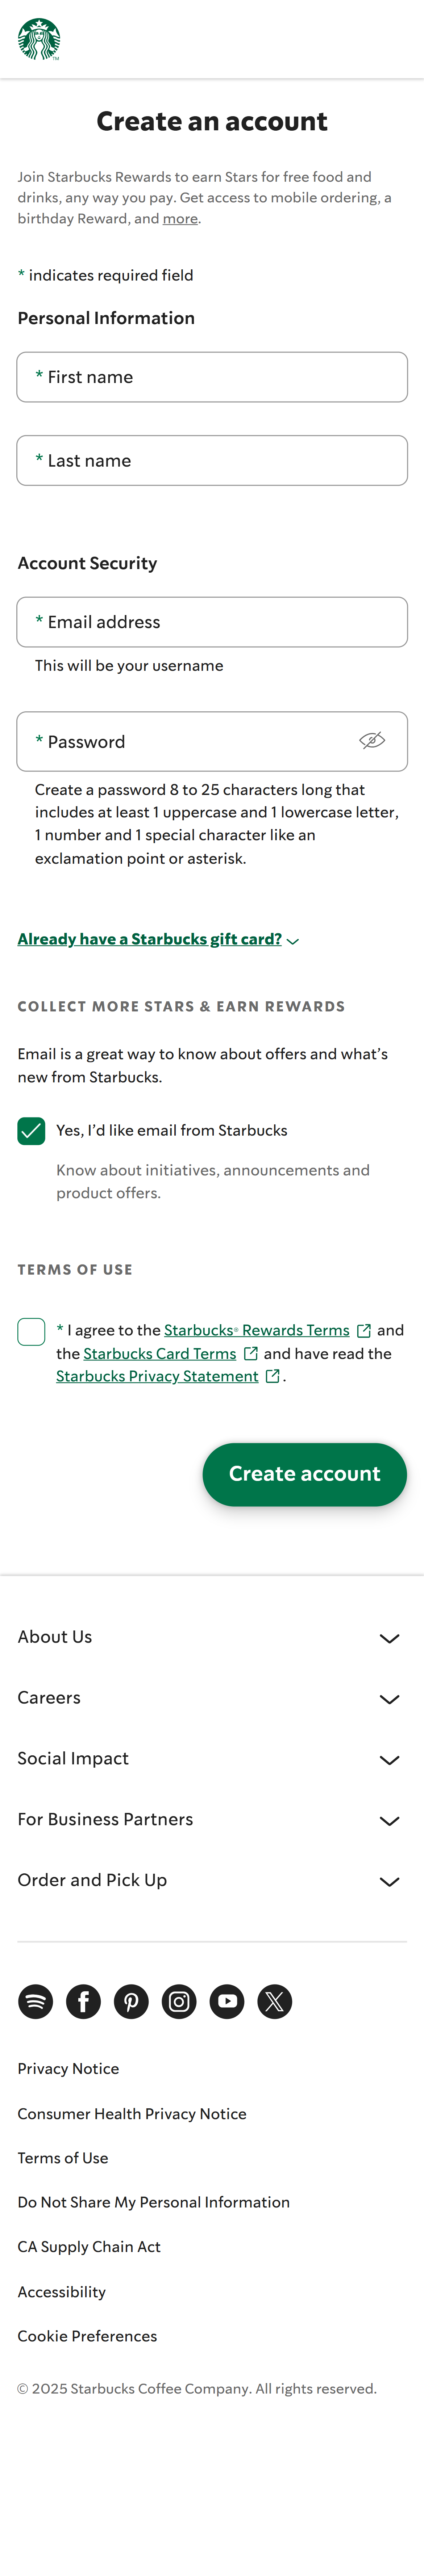 TM
Create an account
Join Starbucks Rewards to earn Stars for free food and
drinks, any way you pay. Get access to mobile ordering, a
birthday Reward, and more.
* indicates required field
Personal Information
* First name
* Last name
Account Security
* Email address
This will be your username
* Password
Create a password 8 to 25 characters long that
includes at least 1 uppercase and 1 lowercase letter,
1 number and 1 special character like an
exclamation point or asterisk.
Already have a Starbucks gift card?
COLLECT MORE STARS & EARN REWARDS
Email is a great way to know about offers and what’s
new from Starbucks.
Yes, I’d like email from Starbucks
Know about initiatives, announcements and
product offers.
TERMS OF USE
* I agree to the Starbucks® Rewards Terms and
the Starbucks Card Terms and have read the
Starbucks Privacy Statement .
Create account
About Us
Careers
Social Impact
For Business Partners
Order and Pick Up
Privacy Notice
Consumer Health Privacy Notice
Terms of Use
Do Not Share My Personal Information
CA Supply Chain Act
Accessibility
Cookie Preferences
© 2025 Starbucks Coffee Company. All rights reserved.